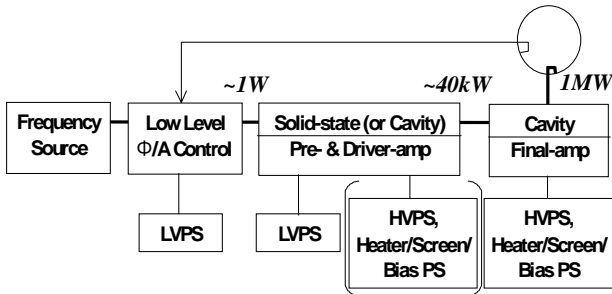 ~1W
~40kW
1MW
Frequency
Source
Low Level
Φ/A Control
Solid-state (or Cavity)
Pre- & Driver-amp
Cavity
Final-amp
LVPS
LVPS
HVPS,
Heater/Screen/
Bias PS
HVPS,
Heater/Screen/
Bias PS